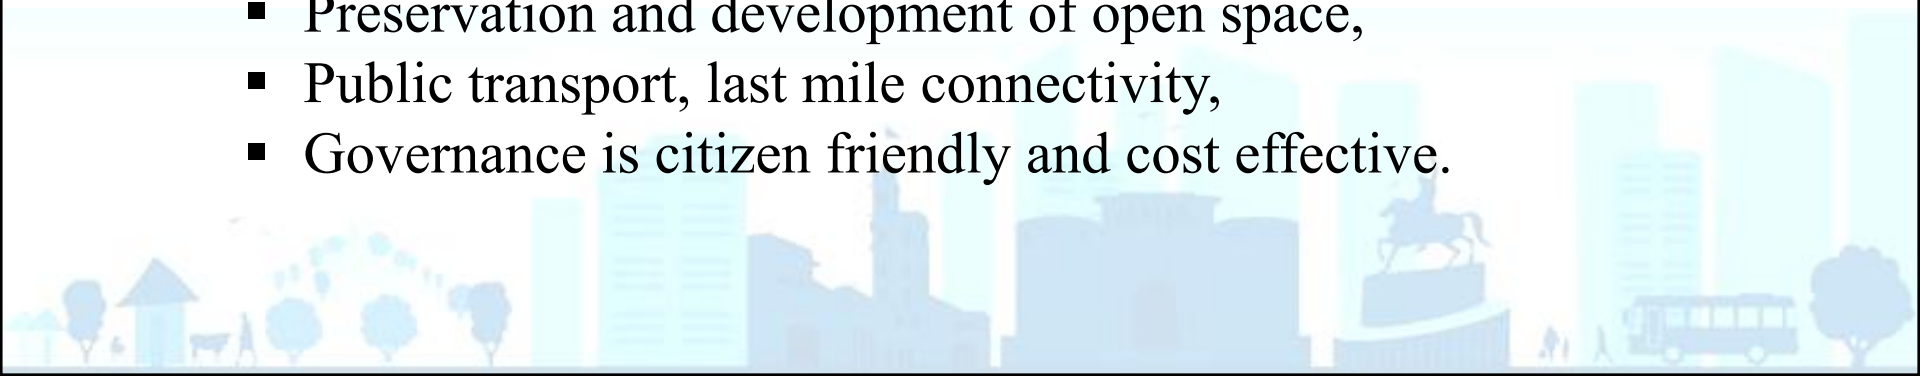 ▪ Preservation and development of open space,
▪ Public transport, last mile connectivity,
▪ Governance is citizen friendly and cost effective.